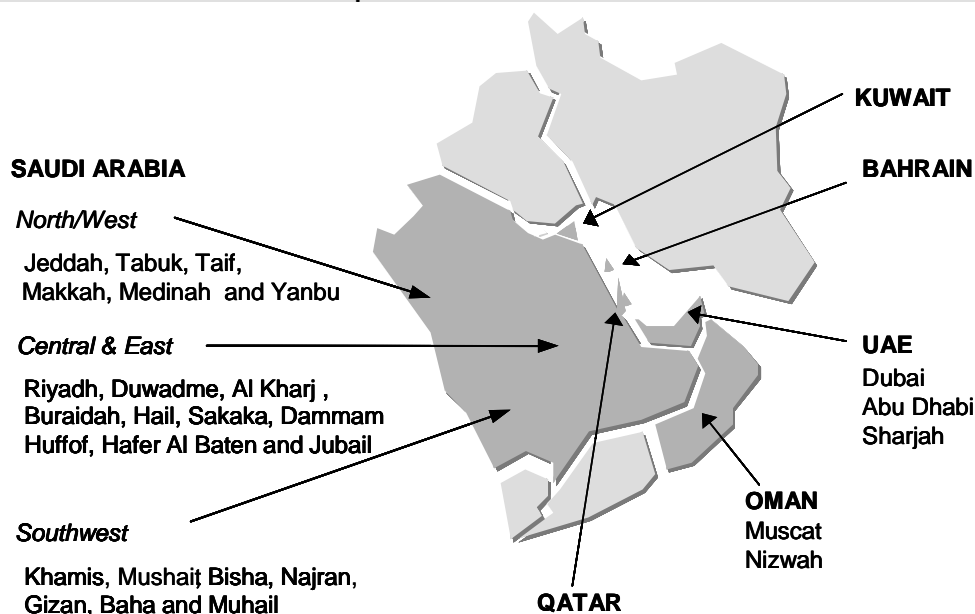 KUWAIT
BAHRAIN
SAUDI ARABIA
North/West
Jeddah, Tabuk, Taif,
Makkah, Medinah and Yanbu
Central & East
Riyadh, Duwadme, Al Kharj ,
Buraidah, Hail, Sakaka, Dammam
Huffof, Hafer Al Baten and Jubail
Southwest
Khamis, Mushait, Bisha, Najran,
Gizan, Baha and Muhail
UAE
Dubai
Abu Dhabi
Sharjah
OMAN
Muscat
Nizwah
QATAR